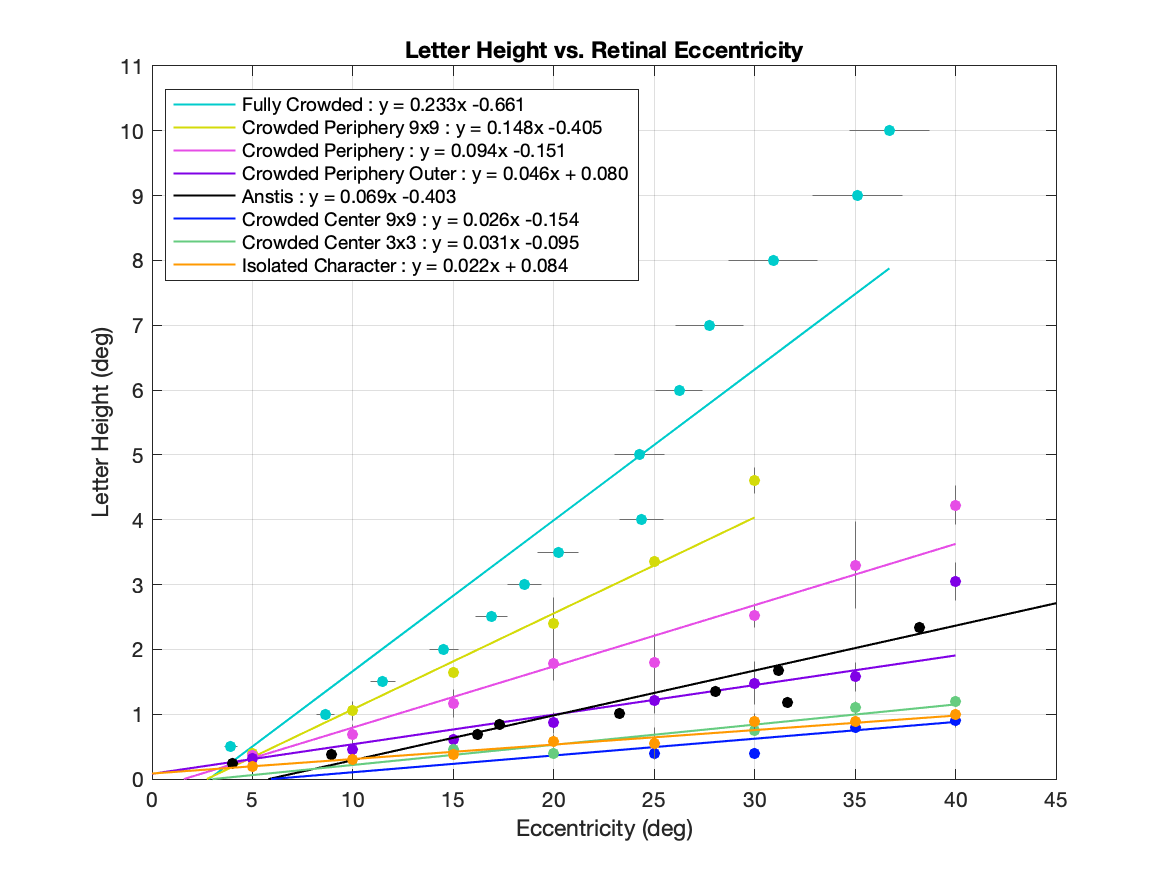 Letter Height vs. Retinal Eccentricity
Fully Crowded : y = 0.233x -0.661
Crowded Periphery 9x9 : y = 0.148x -0.405
Crowded Periphery : y = 0.094x -0.151
Crowded Periphery Outer : y = 0.046x + 0.080
Anstis : y = 0.069x -0.403
Crowded Center 9x9 : y = 0.026x -0.154
Crowded Center 3x3 : y = 0.031x -0.095
Isolated Character : y = 0.022x + 0.084
11
10
9
8
7
6
5
4
3
2
1
0
Letter Height (deg)
0 5 10 15 20 25 30 35 40 45
Eccentricity (deg)